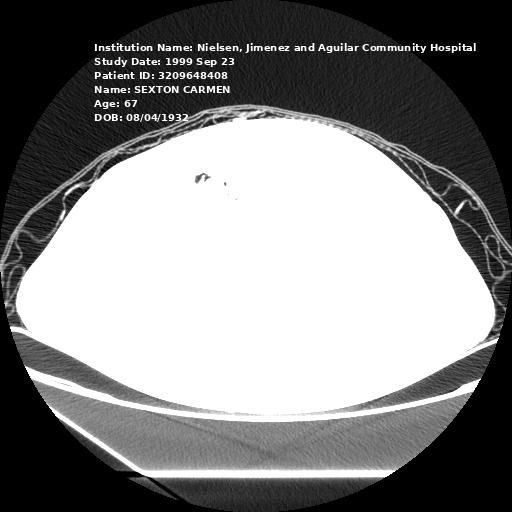 Institution Name: Nielsen, Jimenez and Aguilar Community Hospital
Study Date: 1999 Sep 23
Patient ID: 3209648408
Name: SEXTON CARMEN
Age: 67
DOB: 08/04/1932